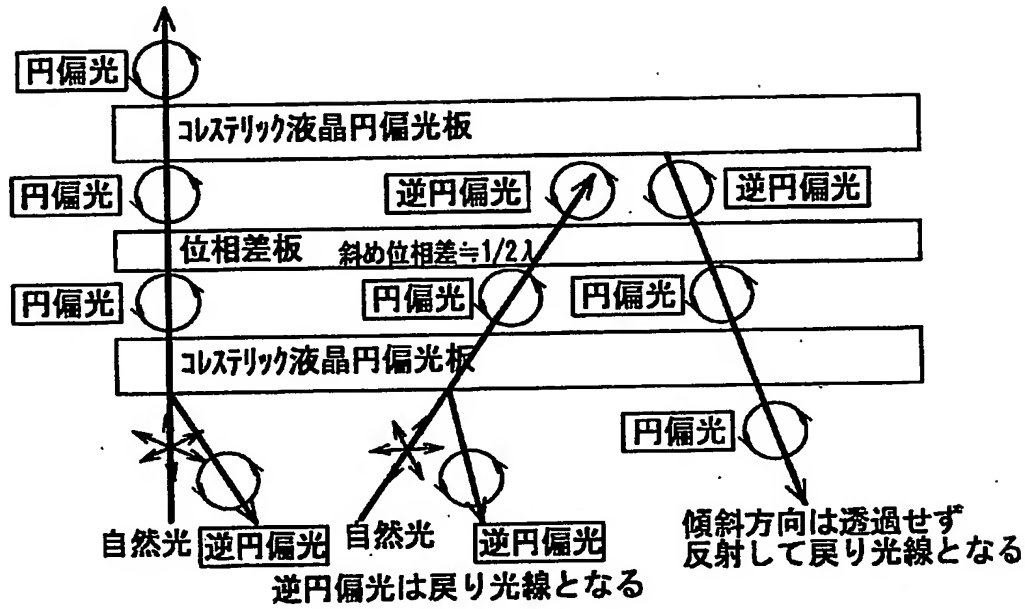 円偏光
コレステリック液晶円偏光板
円偏光
逆円偏光
逆円偏光
位相差板 斜め位相差≒1/2λ
円偏光
円偏光
円偏光
コレステリック液晶円偏光板
円偏光
自然光
逆円偏光
自然光
逆円偏光
逆円偏光は戻り光線となる
傾斜方向は透過せず
反射して戻り光線となる